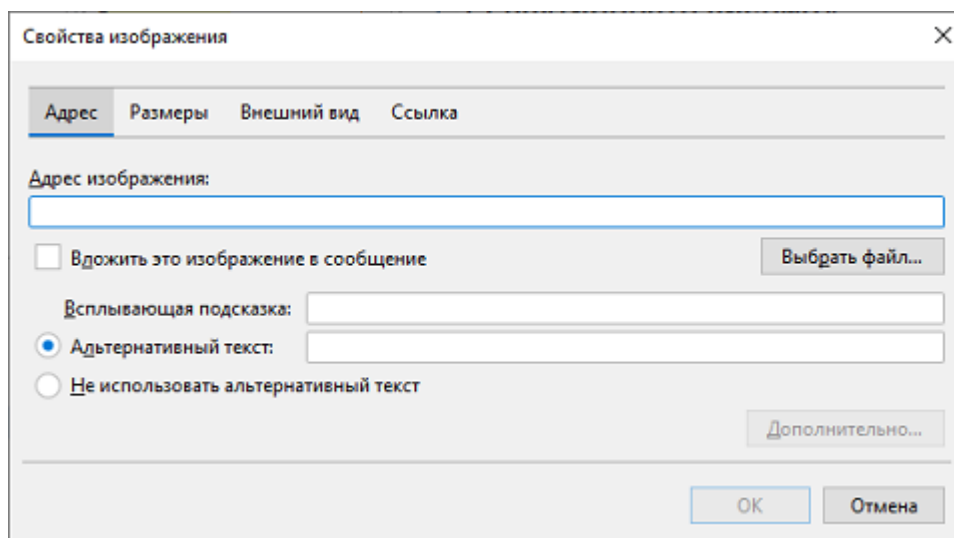 Свойства изображения
Адрес Размеры Внешний вид Ссылка
Адрес изображения:
Вложить это изображение в сообщение Выбрать файл...
Всплывающая подсказка:
Альтернативный текст:
Не использовать альтернативный текст
Дополнительно...
ОК Отмена